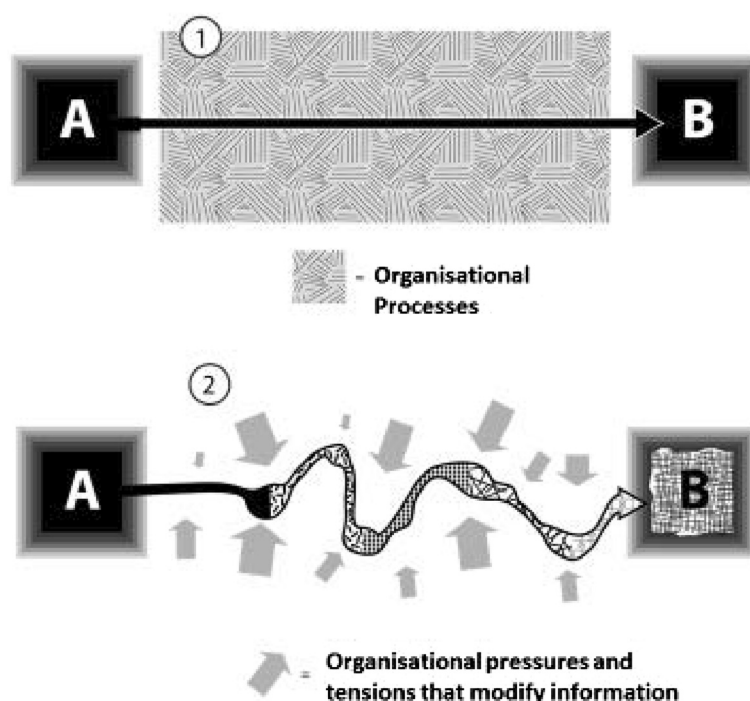 1
A
B
- Organisational
Processes
2
A
B
= Organisational pressures and
tensions that modify information